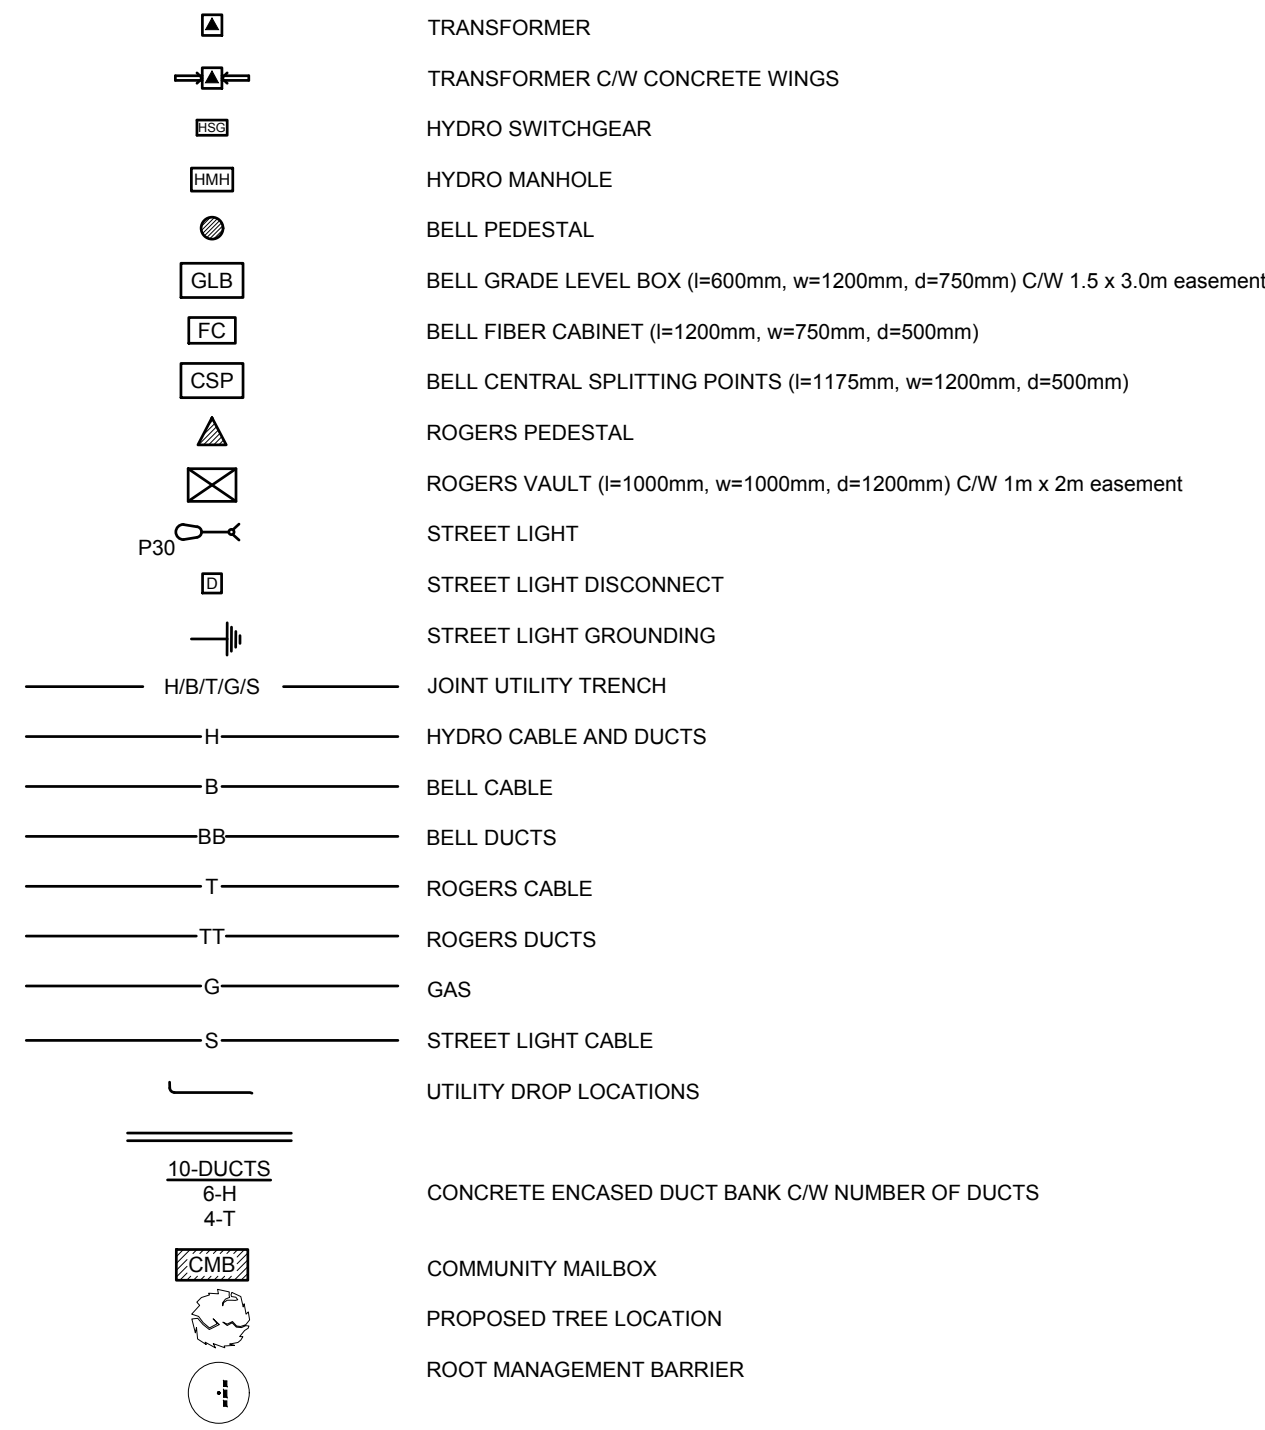 TRANSFORMER
TRANSFORMER C/W CONCRETE WINGS
HSG HYDRO SWITCHGEAR
HMH HYDRO MANHOLE
BELL PEDESTAL
GLB BELL GRADE LEVEL BOX (l=600mm, w=1200mm, d=750mm) C/W 1.5 x 3.0m easement
FC BELL FIBER CABINET (l=1200mm, w=750mm, d=500mm)
CSP BELL CENTRAL SPLITTING POINTS (l=1175mm, w=1200mm, d=500mm)
ROGERS PEDESTAL
ROGERS VAULT (l=1000mm, w=1000mm, d=1200mm) C/W 1m x 2m easement
P30 STREET LIGHT
D STREET LIGHT DISCONNECT
STREET LIGHT GROUNDING
H/B/T/G/S JOINT UTILITY TRENCH
H HYDRO CABLE AND DUCTS
B BELL CABLE
BB BELL DUCTS
T ROGERS CABLE
TT ROGERS DUCTS
G GAS
S STREET LIGHT CABLE
UTILITY DROP LOCATIONS
10-DUCTS
6-H CONCRETE ENCASED DUCT BANK C/W NUMBER OF DUCTS
4-T
CMB COMMUNITY MAILBOX
PROPOSED TREE LOCATION
ROOT MANAGEMENT BARRIER